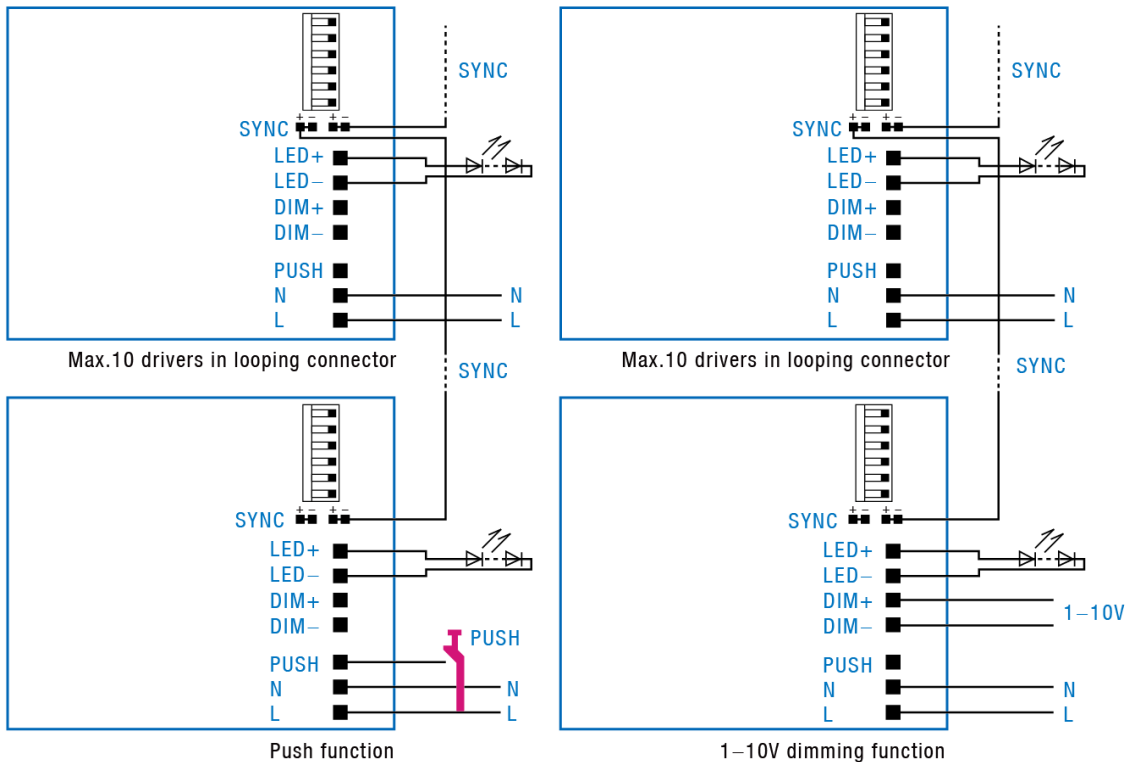 SYNC
+ − + −
SYNC
LED+
LED−
DIM+
DIM−
PUSH
N N
L L
Max.10 drivers in looping connector
SYNC
+ − + −
SYNC
LED+
LED−
DIM+
DIM−
PUSH
N N
L L
Max.10 drivers in looping connector
SYNC
+ − + −
SYNC
LED+
LED−
DIM+
DIM−
PUSH
PUSH
N N
L L
Push function
SYNC
+ − + −
SYNC
LED+
LED−
DIM+
1−10V
DIM−
PUSH
N N
L L
1−10V dimming function